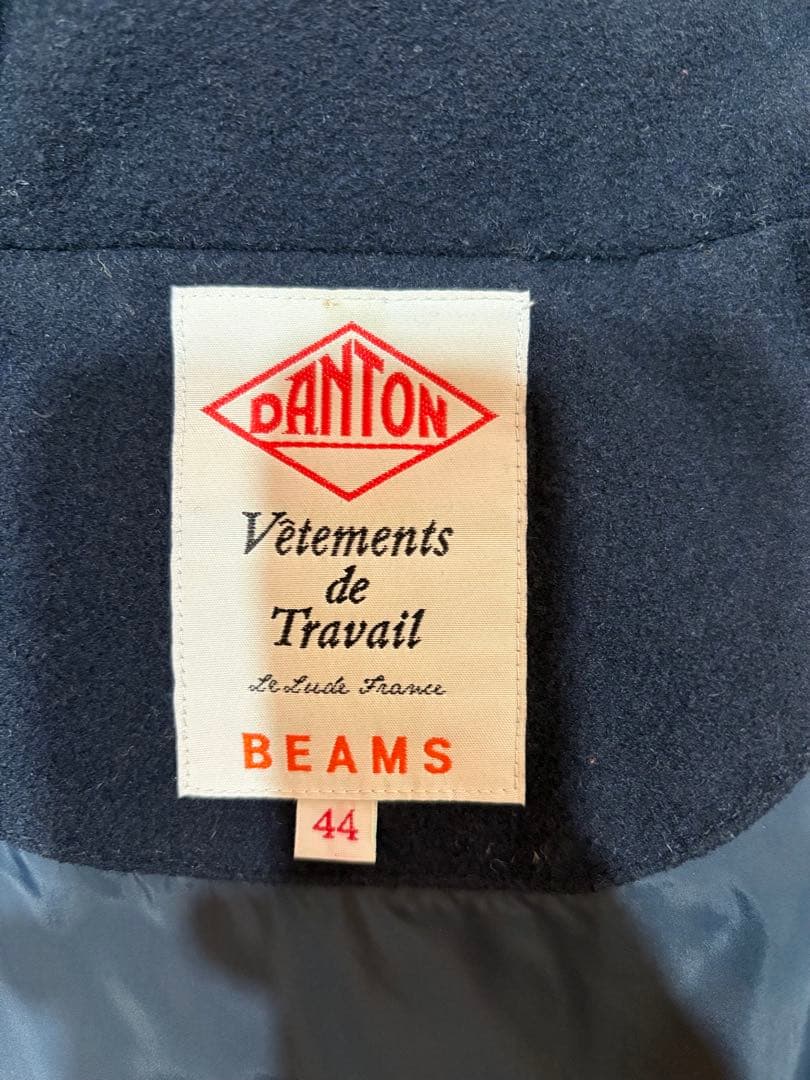 DANTON
Vêtements
de
Travail
Le Lude France
BEAMS
44